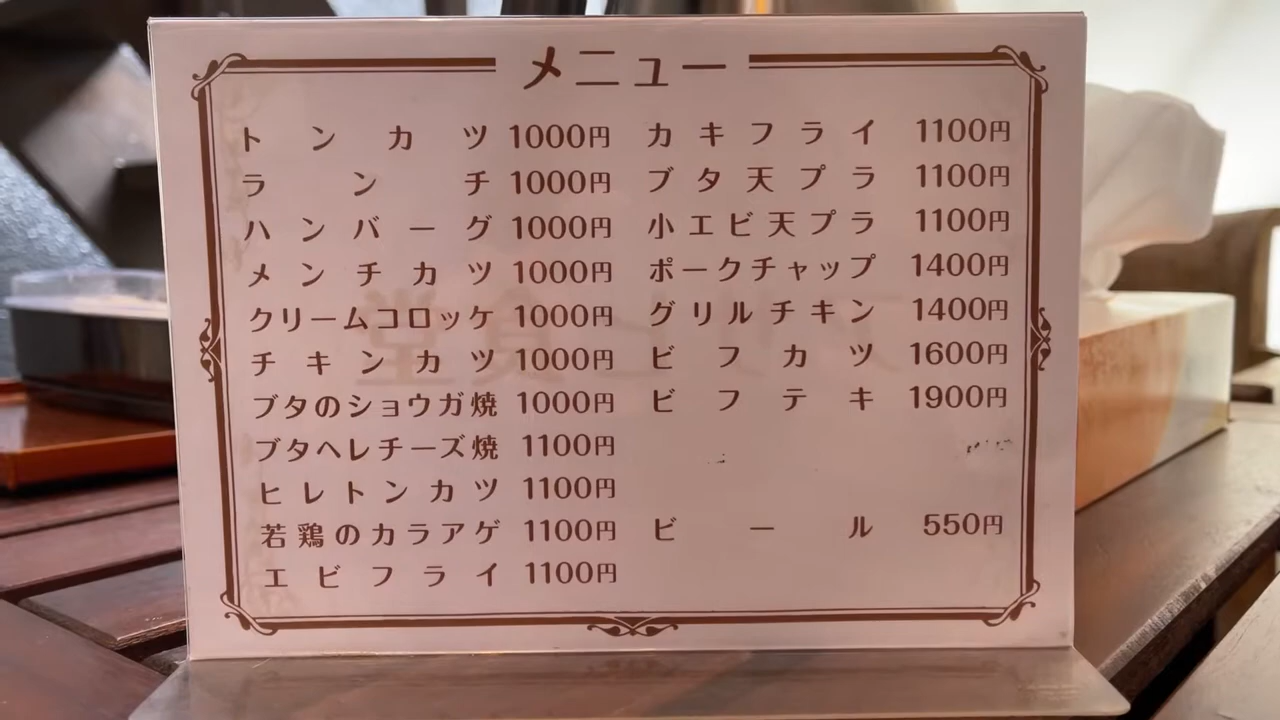 メニュー
トンカツ 1000円
ランチ 1000円
ハンバーグ 1000円
メンチカツ 1000円
クリームコロッケ 1000円
チキンカツ 1000円
ブタのショウガ焼 1000円
ブタヘレチーズ焼 1100円
ヒレトンカツ 1100円
若鶏のカラアゲ 1100円
エビフライ 1100円
カキフライ 1100円
ブタ天プラ 1100円
小エビ天プラ 1100円
ポークチャップ 1400円
グリルチキン 1400円
ビフカツ 1600円
ビフテキ 1900円
ビール 550円